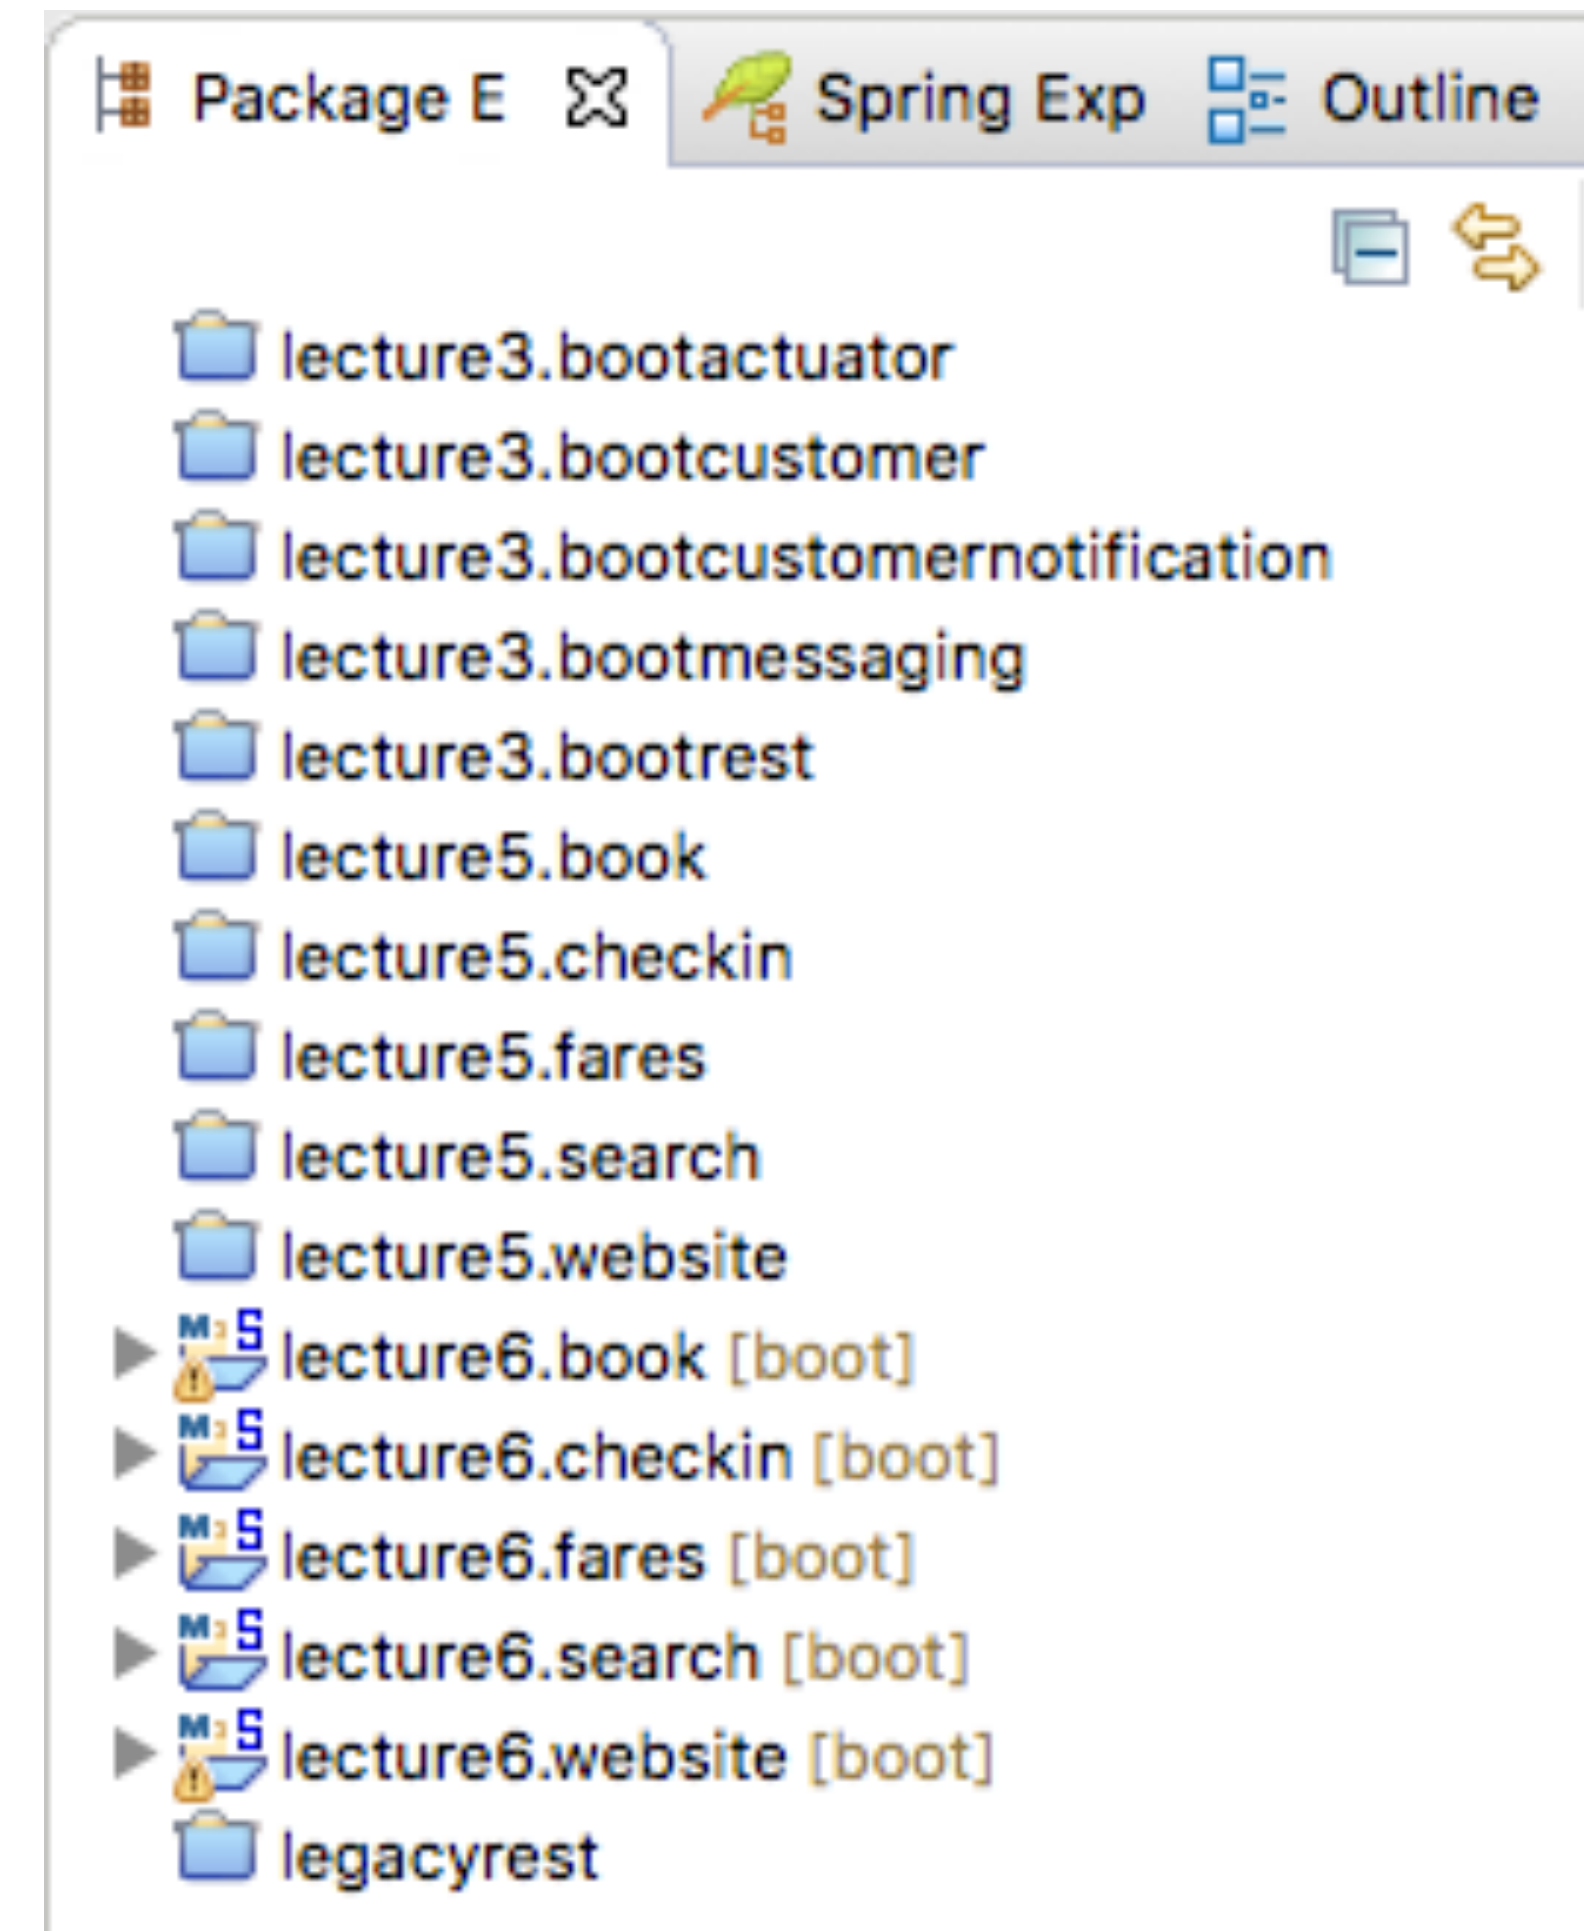 Package E Spring Exp Outline
lecture3.bootactuator
lecture3.bootcustomer
lecture3.bootcustomernotification
lecture3.bootmessaging
lecture3.bootrest
lecture5.book
lecture5.checkin
lecture5.fares
lecture5.search
lecture5.website
lecture6.book [boot]
lecture6.checkin [boot]
lecture6.fares [boot]
lecture6.search [boot]
lecture6.website [boot]
legacyrest